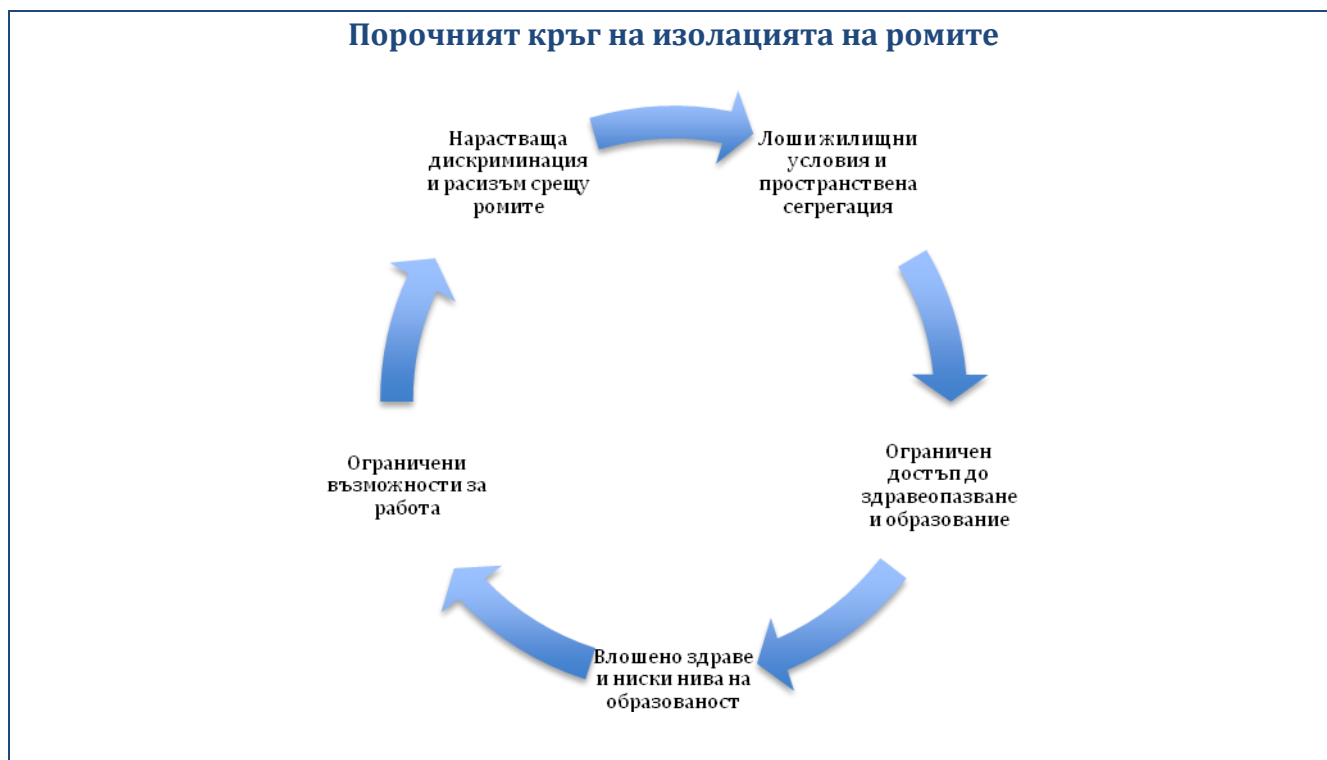 Порочният кръг на изолацията на ромите
Нарастваща
дискриминация
и расизъм срещу
ромите
Лоши жилищни
условия и
пространствена
сегрегация
Ограничен
достъп до
здравеопазване
и образование
Влошено здраве
и ниски нива на
образованост
Ограничени
възможности за
работа